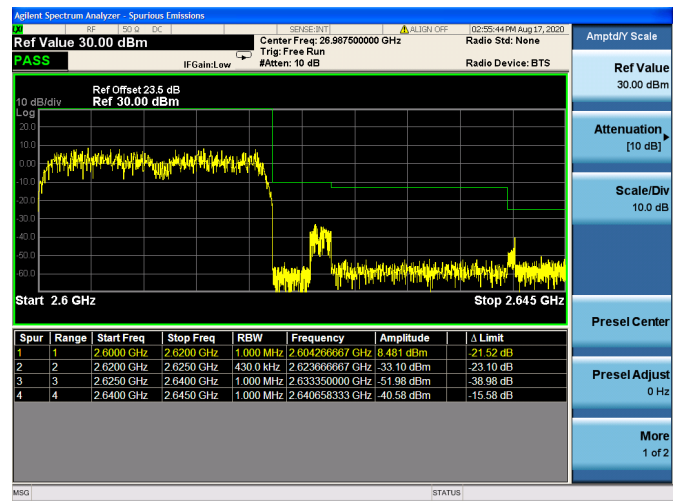 Agilent Spectrum Analyzer - Spurious Emissions
RF 50 Ω DC SENSE:INT ALIGN OFF 02:55:44 PM Aug 17, 2020
Ref Value 30.00 dBm Center Freq: 26.987500000 GHz Radio Std: None
Trig: Free Run
PASS IFGain:Low #Atten: 10 dB Radio Device: BTS
Ref Offset 23.5 dB
10 dB/div Ref 30.00 dBm
Log
20.0
10.0
0.00
-10.0
-20.0
-30.0
-40.0
-50.0
-60.0
Start 2.6 GHz Stop 2.645 GHz
Spur Range Start Freq Stop Freq RBW Frequency Amplitude Δ Limit
1 1 2.6000 GHz 2.6200 GHz 1.000 MHz 2.604266667 GHz 8.481 dBm -21.52 dB
2 2 2.6200 GHz 2.6250 GHz 430.0 kHz 2.623666667 GHz -33.10 dBm -23.10 dB
3 3 2.6250 GHz 2.6400 GHz 1.000 MHz 2.633350000 GHz -51.98 dBm -38.98 dB
4 4 2.6400 GHz 2.6450 GHz 1.000 MHz 2.640658333 GHz -40.58 dBm -15.58 dB
MSG STATUS
Amptd/Y Scale
Ref Value
30.00 dBm
Attenuation
[10 dB]
Scale/Div
10.0 dB
Presel Center
Presel Adjust
0 Hz
More
1 of 2